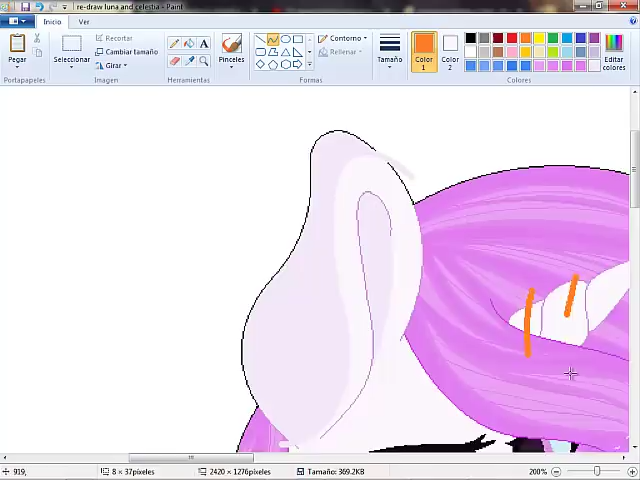 re-draw luna and celestia - Paint
Inicio Ver
Pegar
Seleccionar
Recortar
Cambiar tamaño
Girar
Pinceles
Contorno
Rellenar
Tamaño
Color 1
Color 2
Editar colores
Portapapeles Imagen Herramientas Formas Colores
919, 8 × 37píxeles 2420 × 1276píxeles Tamaño: 369.2KB 200%